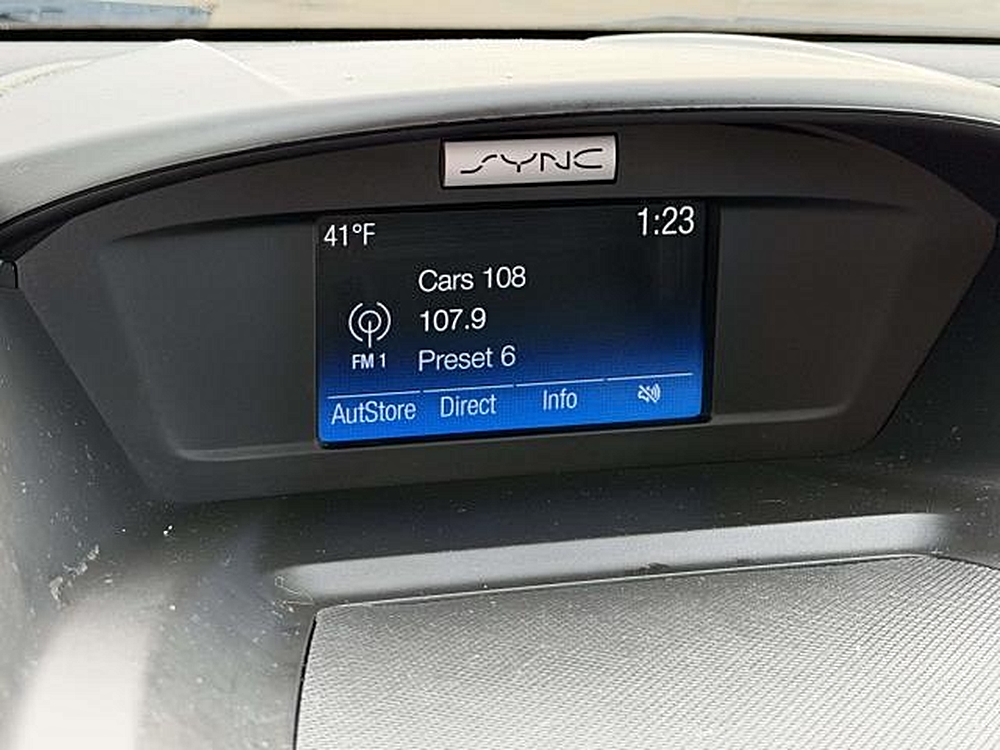 SYNC
41°F
1:23
Cars 108
107.9
FM 1
Preset 6
AutStore Direct Info